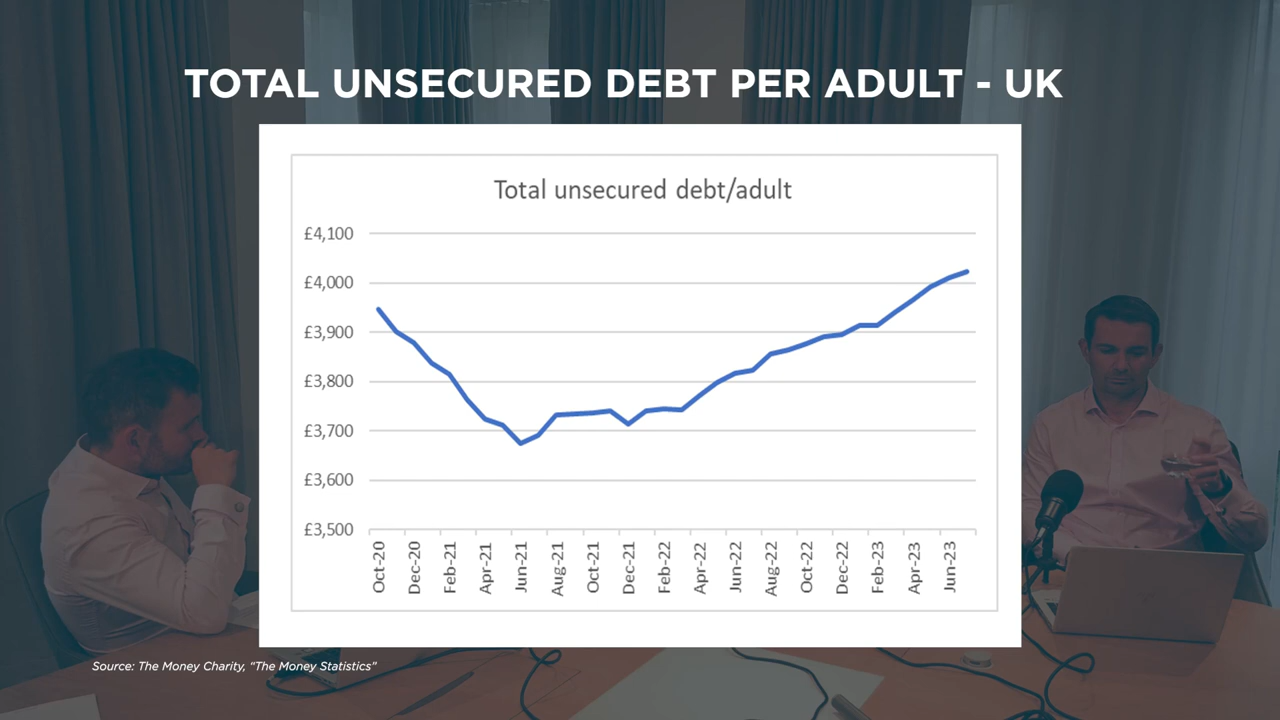 TOTAL UNSECURED DEBT PER ADULT - UK
Total unsecured debt/adult
£4,100
£4,000
£3,900
£3,800
£3,700
£3,600
£3,500
Oct-20
Dec-20
Feb-21
Apr-21
Jun-21
Aug-21
Oct-21
Dec-21
Feb-22
Apr-22
Jun-22
Aug-22
Oct-22
Dec-22
Feb-23
Apr-23
Jun-23
Source: The Money Charity, "The Money Statistics"